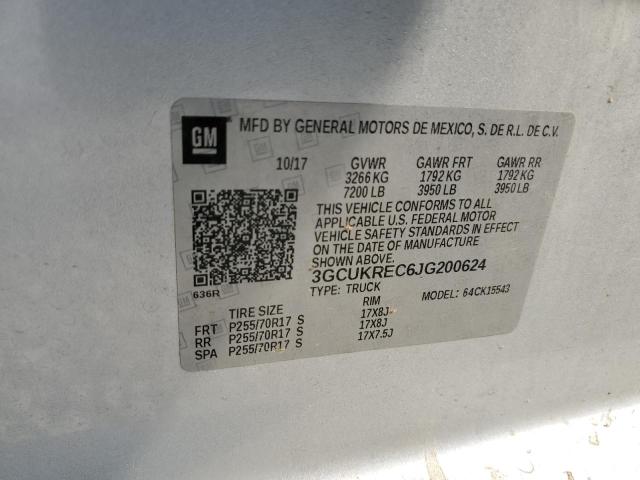 GM
MFD BY GENERAL MOTORS DE MEXICO, S. DE R.L. DE C.V.
10/17 GVWR GAWR FRT GAWR RR
3266 KG 1792 KG 1792 KG
7200 LB 3950 LB 3950 LB
THIS VEHICLE CONFORMS TO ALL
APPLICABLE U.S. FEDERAL MOTOR
VEHICLE SAFETY STANDARDS IN EFFECT
ON THE DATE OF MANUFACTURE
SHOWN ABOVE.
3GCUKREC6JG200624
636R
TYPE: TRUCK MODEL: 64CK15543
TIRE SIZE RIM
FRT P255/70R17 S 17X8J
RR P255/70R17 S 17X8J
SPA P255/70R17 S 17X7.5J